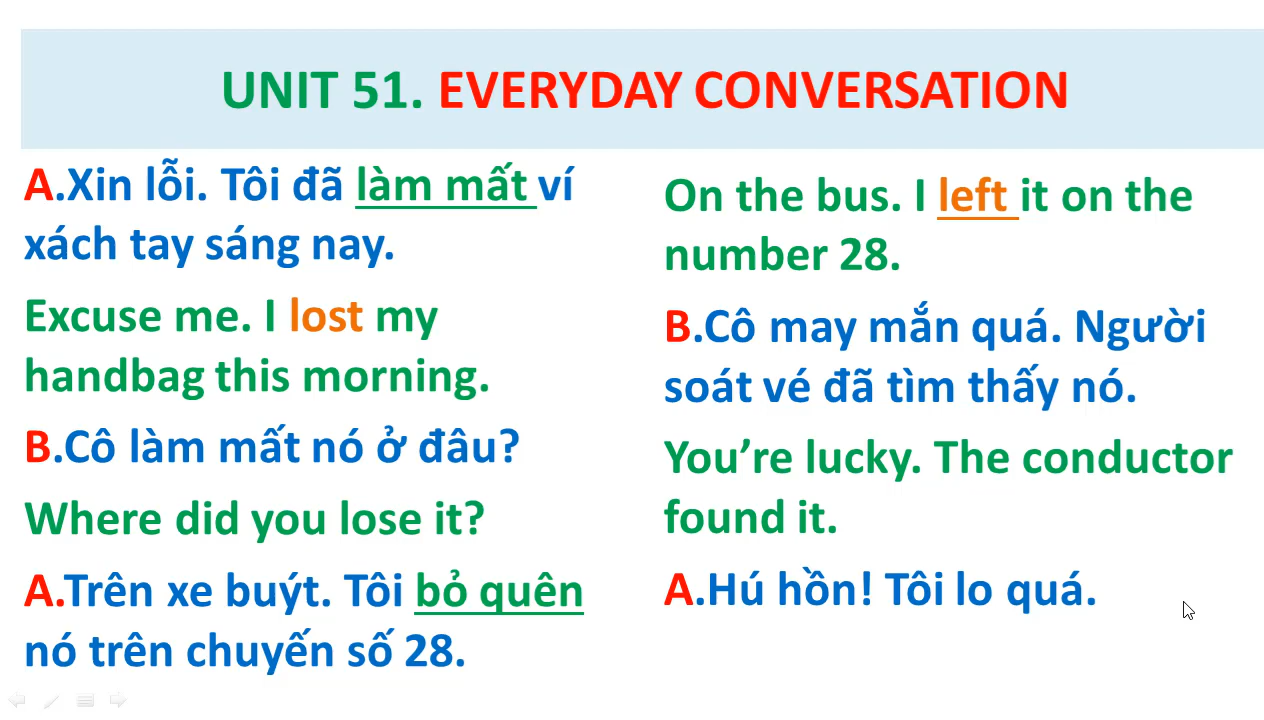 UNIT 51. EVERYDAY CONVERSATION
A.Xin lỗi. Tôi đã làm mất ví
xách tay sáng nay.
Excuse me. I lost my
handbag this morning.
B.Cô làm mất nó ở đâu?
Where did you lose it?
A.Trên xe buýt. Tôi bỏ quên
nó trên chuyến số 28.
On the bus. I left it on the
number 28.
B.Cô may mắn quá. Người
soát vé đã tìm thấy nó.
You’re lucky. The conductor
found it.
A.Hú hồn! Tôi lo quá.